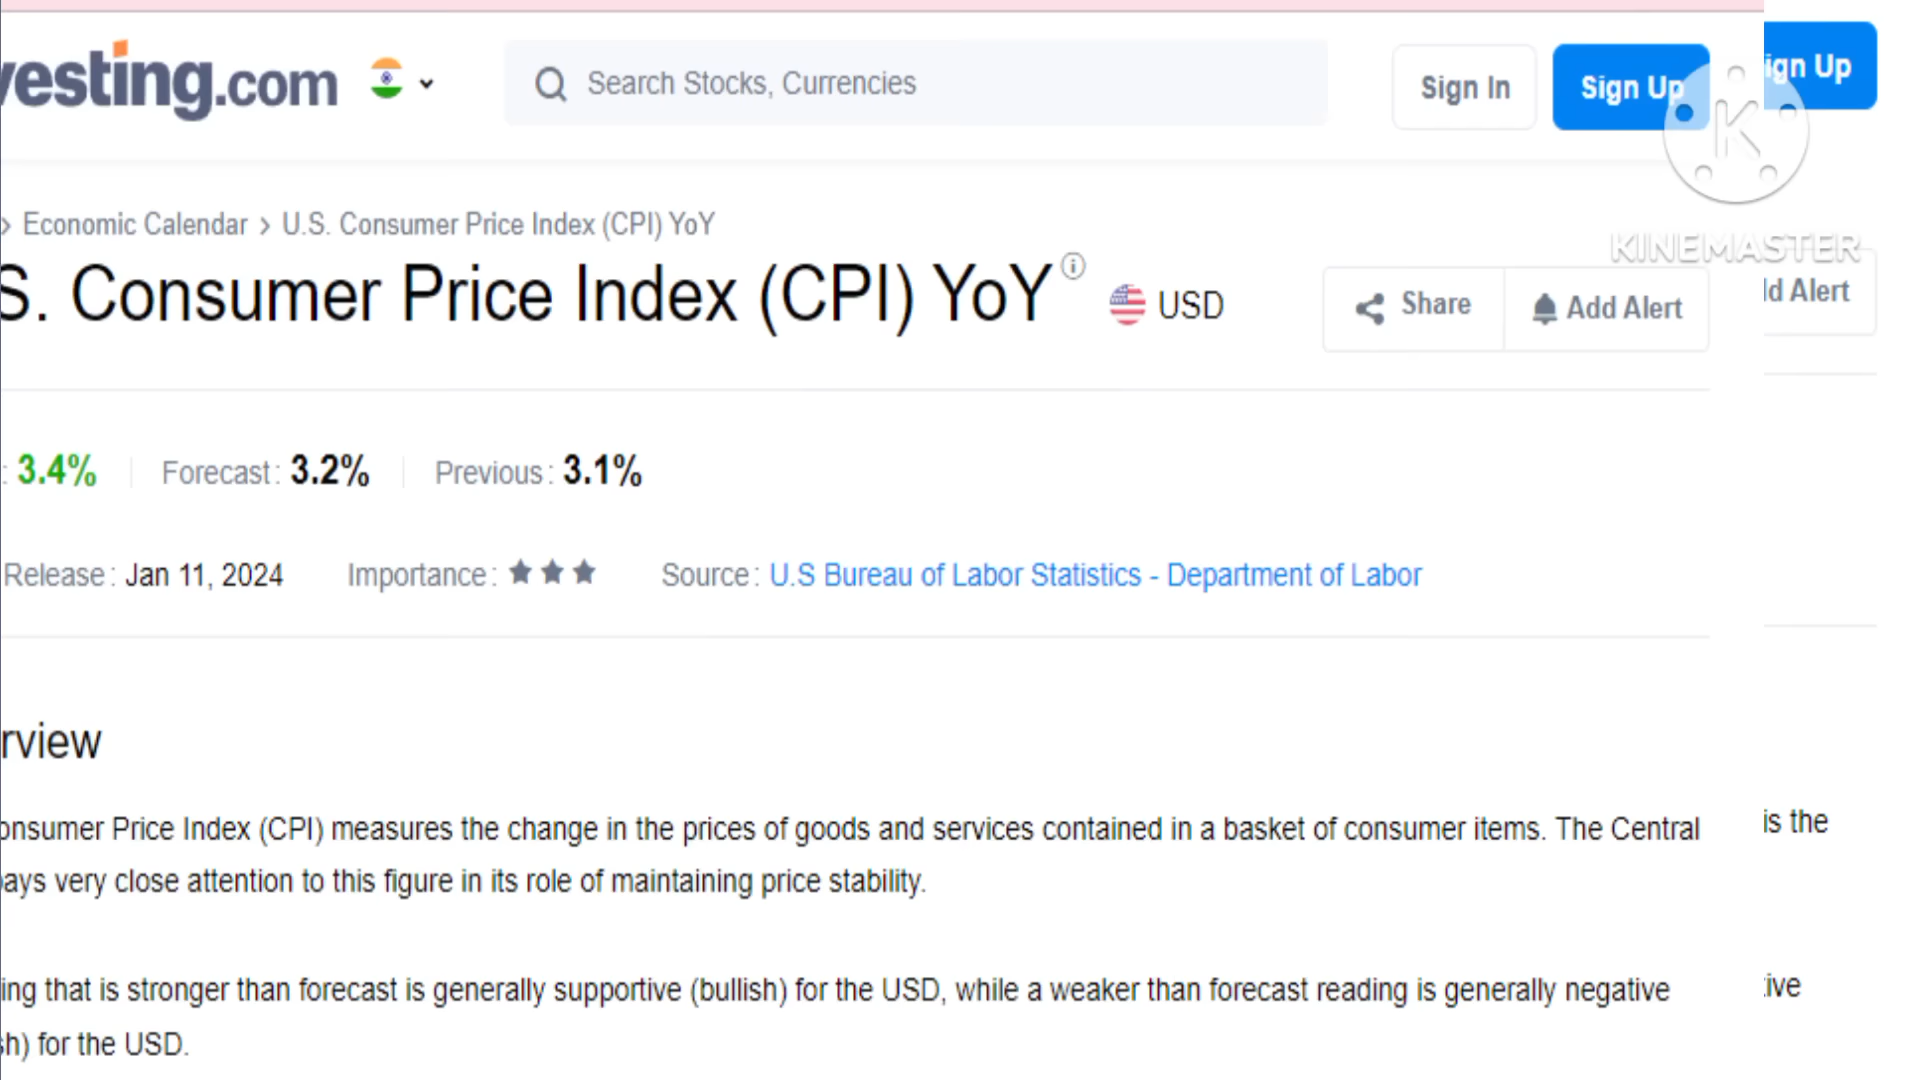 vesting.com
Search Stocks, Currencies
Sign In
Sign Up
ign Up
Economic Calendar > U.S. Consumer Price Index (CPI) YoY
S. Consumer Price Index (CPI) YoY
USD
Share
Add Alert
dd Alert
KINEMASTER
: 3.4%
Forecast: 3.2%
Previous: 3.1%
Release: Jan 11, 2024
Importance:
Source: U.S Bureau of Labor Statistics - Department of Labor
rview
onsumer Price Index (CPI) measures the change in the prices of goods and services contained in a basket of consumer items. The Central
is the
ays very close attention to this figure in its role of maintaining price stability.
ing that is stronger than forecast is generally supportive (bullish) for the USD, while a weaker than forecast reading is generally negative
ive
sh) for the USD.